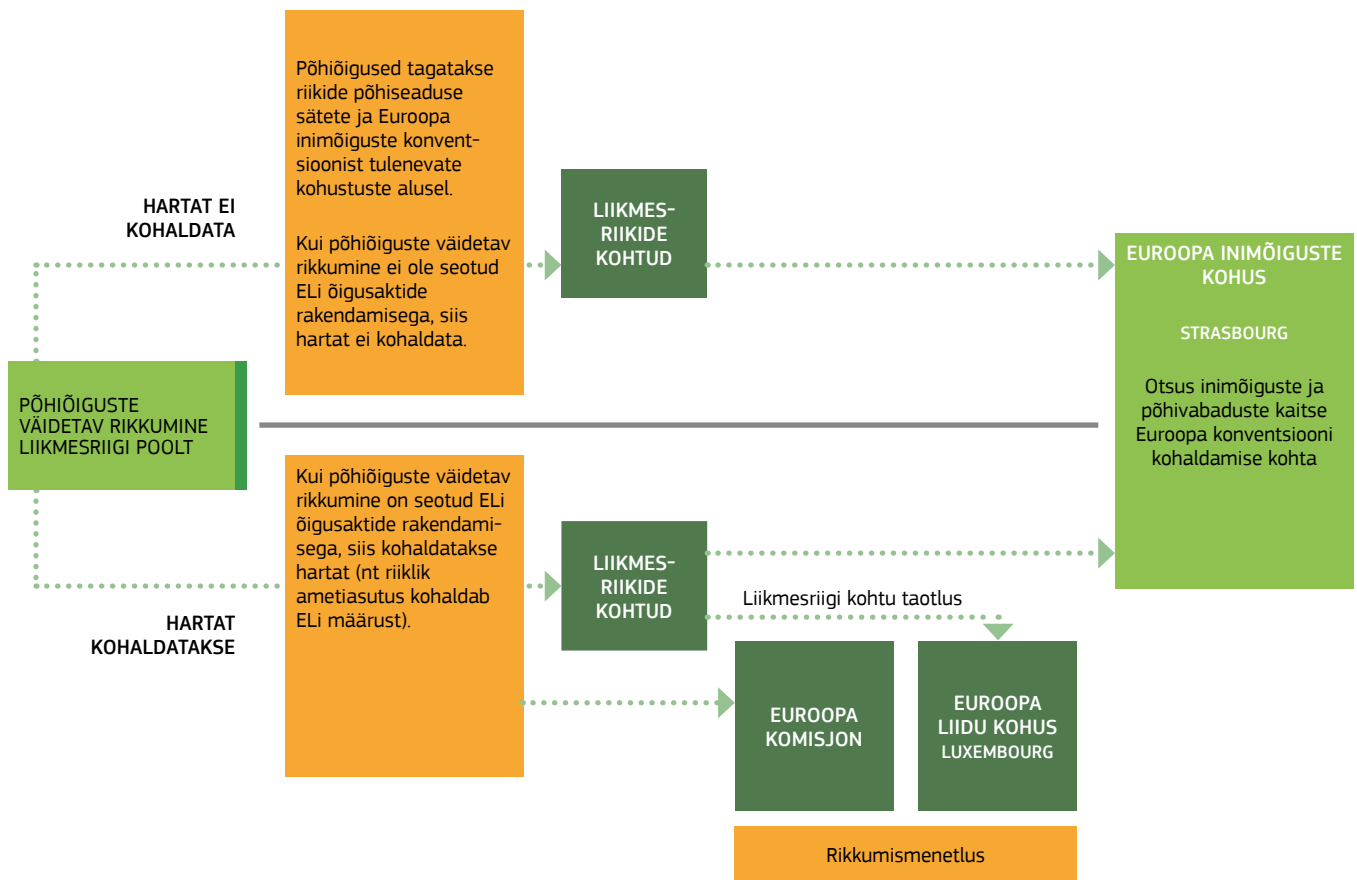 PÕHIÕIGUSTE
VÄIDETAV RIKKUMINE
LIIKMESRIIGI POOLT
HARTAT EI
KOHALDATA
Põhiõigused tagatakse
riikide põhiseaduse
sätete ja Euroopa
inimõiguste konvent-
sioonist tulenevate
kohustuste alusel.
Kui põhiõiguste väidetav
rikkumine ei ole seotud
ELi õigusaktide
rakendamisega, siis
hartat ei kohaldata.
LIIKMES-
RIIKIDE
KOHTUD
EUROOPA INIMÕIGUSTE
KOHUS
STRASBOURG
Otsus inimõiguste ja
põhivabaduste kaitse
Euroopa konventsiooni
kohaldamise kohta
HARTAT
KOHALDATAKSE
Kui põhiõiguste väidetav
rikkumine on seotud ELi
õigusaktide rakendami-
sega, siis kohaldatakse
hartat (nt riiklik
ametiasutus kohaldab
ELi määrust).
LIIKMES-
RIIKIDE
KOHTUD
Liikmesriigi kohtu taotlus
EUROOPA
KOMISJON
EUROOPA
LIIDU KOHUS
LUXEMBOURG
Rikkumismenetlus